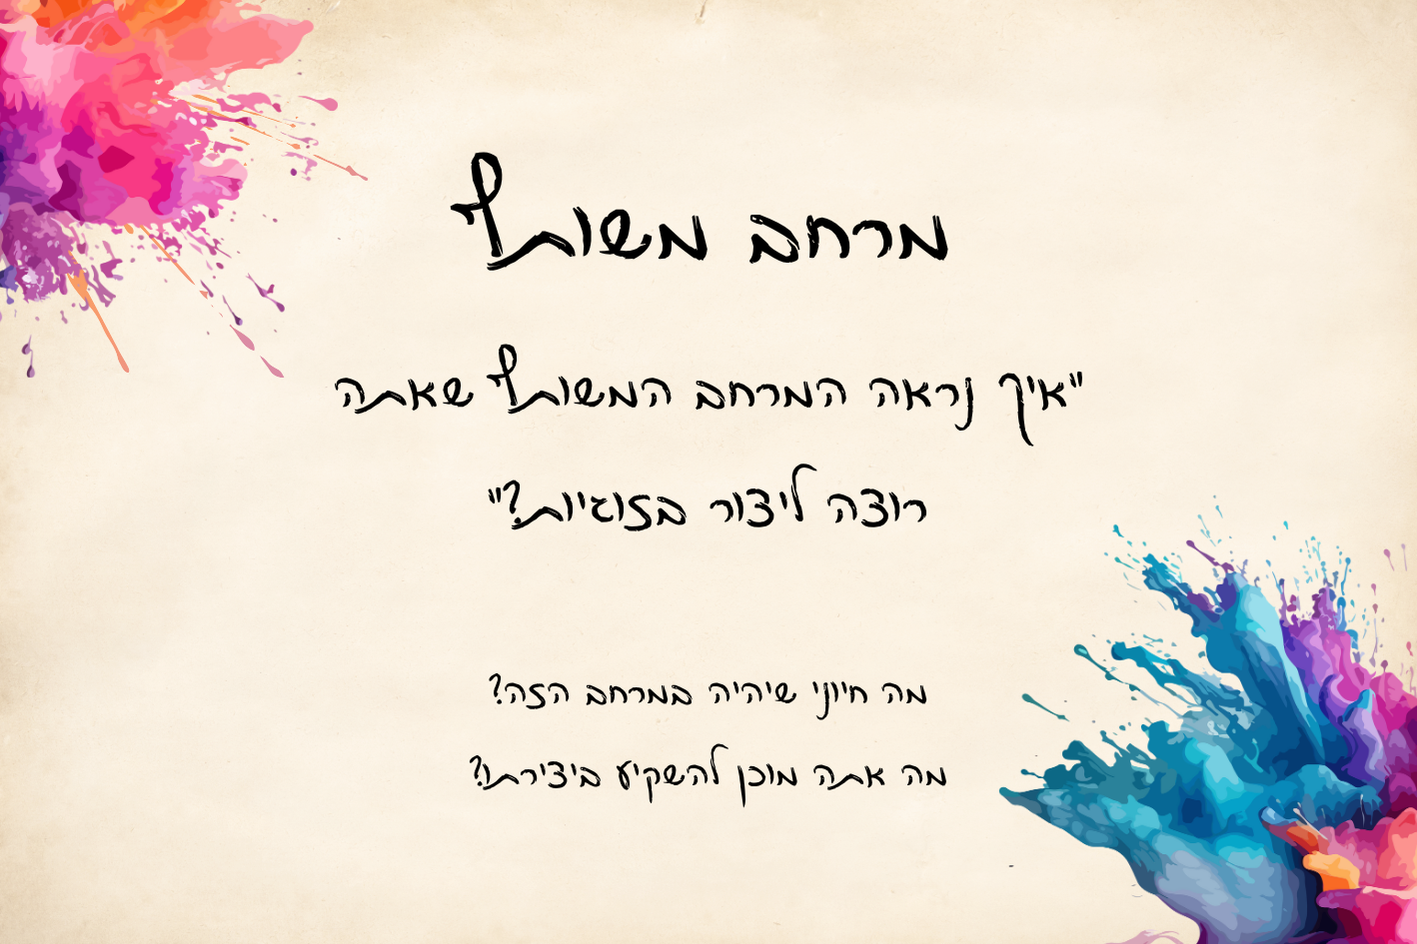 מרחב משותף
"איך נראה המרחב המשותף שאתה
רוצה ליצור בזוגיות?"
מה חיוני שיהיה במרחב הזה?
מה אתה מוכן להשקיע ביצירתו?